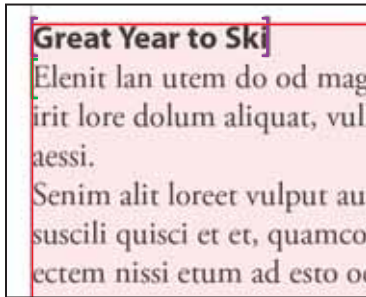 Great Year to Ski
Elenit lan utem do od mag
irit lore dolum aliquat, vul
aessi.
Senim alit loreet vulput au
suscili quisci et et, quamco
ectem nissi etum ad esto